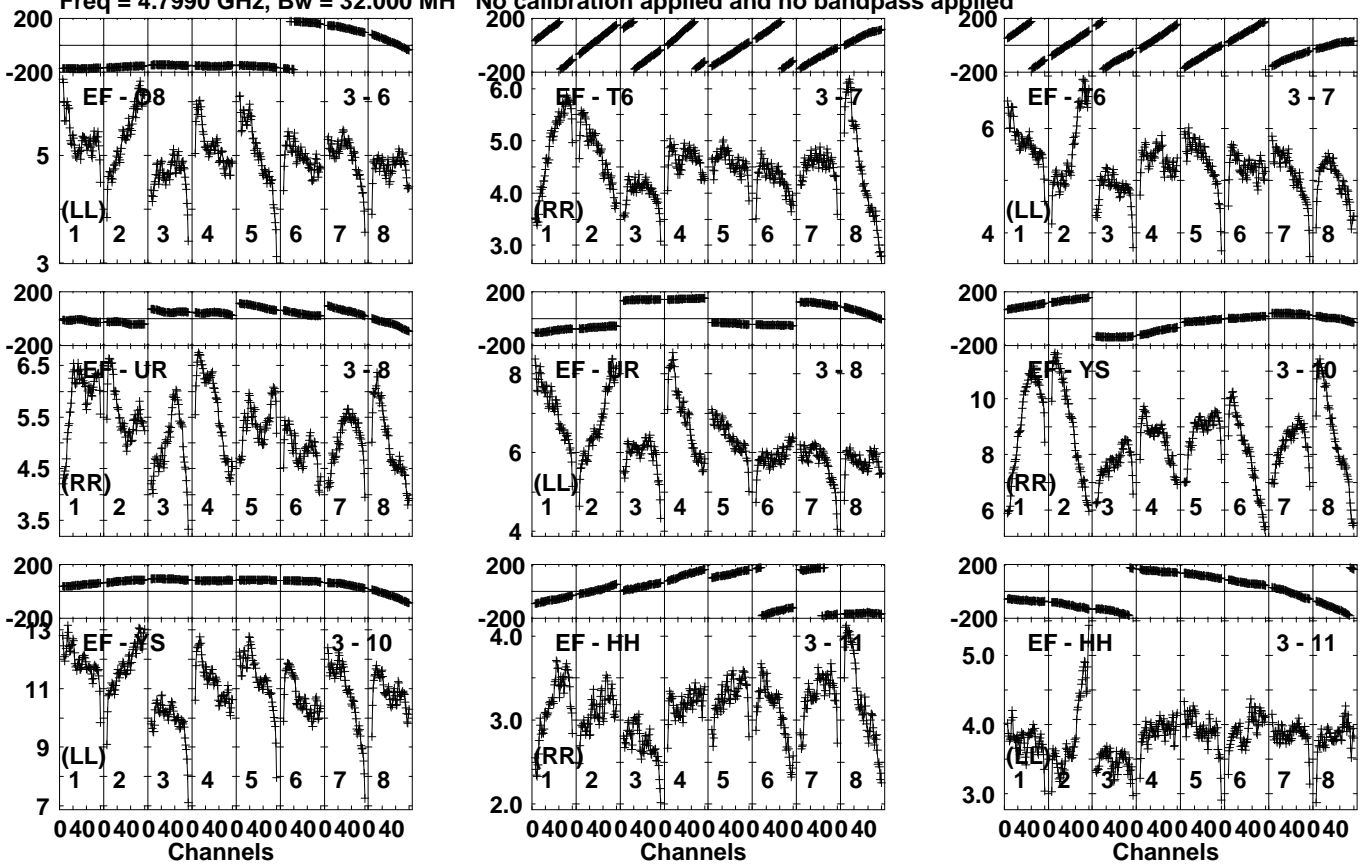 Freq = 4.7990 GHz, Bw = 32.000 MH No calibration applied and no bandpass applied
200
-200
EF - O8 3 - 6
5
3
(LL)
1 2 3 4 5 6 7 8
200
-200
6.0
5.0
4.0
3.0
EF - T6 3 - 7
(RR)
1 2 3 4 5 6 7 8
200
-200
6
4
EF - T6 3 - 7
(LL)
1 2 3 4 5 6 7 8
200
-200
6.5
5.5
4.5
3.5
EF - UR 3 - 8
(RR)
1 2 3 4 5 6 7 8
200
-200
8
6
4
EF - UR 3 - 8
(LL)
1 2 3 4 5 6 7 8
200
-200
10
8
6
EF - YS 3 - 10
(RR)
1 2 3 4 5 6 7 8
200
-200
13
11
9
7
EF - YS 3 - 10
(LL)
1 2 3 4 5 6 7 8
0 40 0 40 0 40 0 40 0 40 0 40 0 40 0 40
Channels
200
-200
4.0
3.0
2.0
EF - HH 3 - 11
(RR)
1 2 3 4 5 6 7 8
0 40 0 40 0 40 0 40 0 40 0 40 0 40 0 40
Channels
200
-200
5.0
4.0
3.0
EF - HH 3 - 11
(LL)
1 2 3 4 5 6 7 8
0 40 0 40 0 40 0 40 0 40 0 40 0 40 0 40
Channels